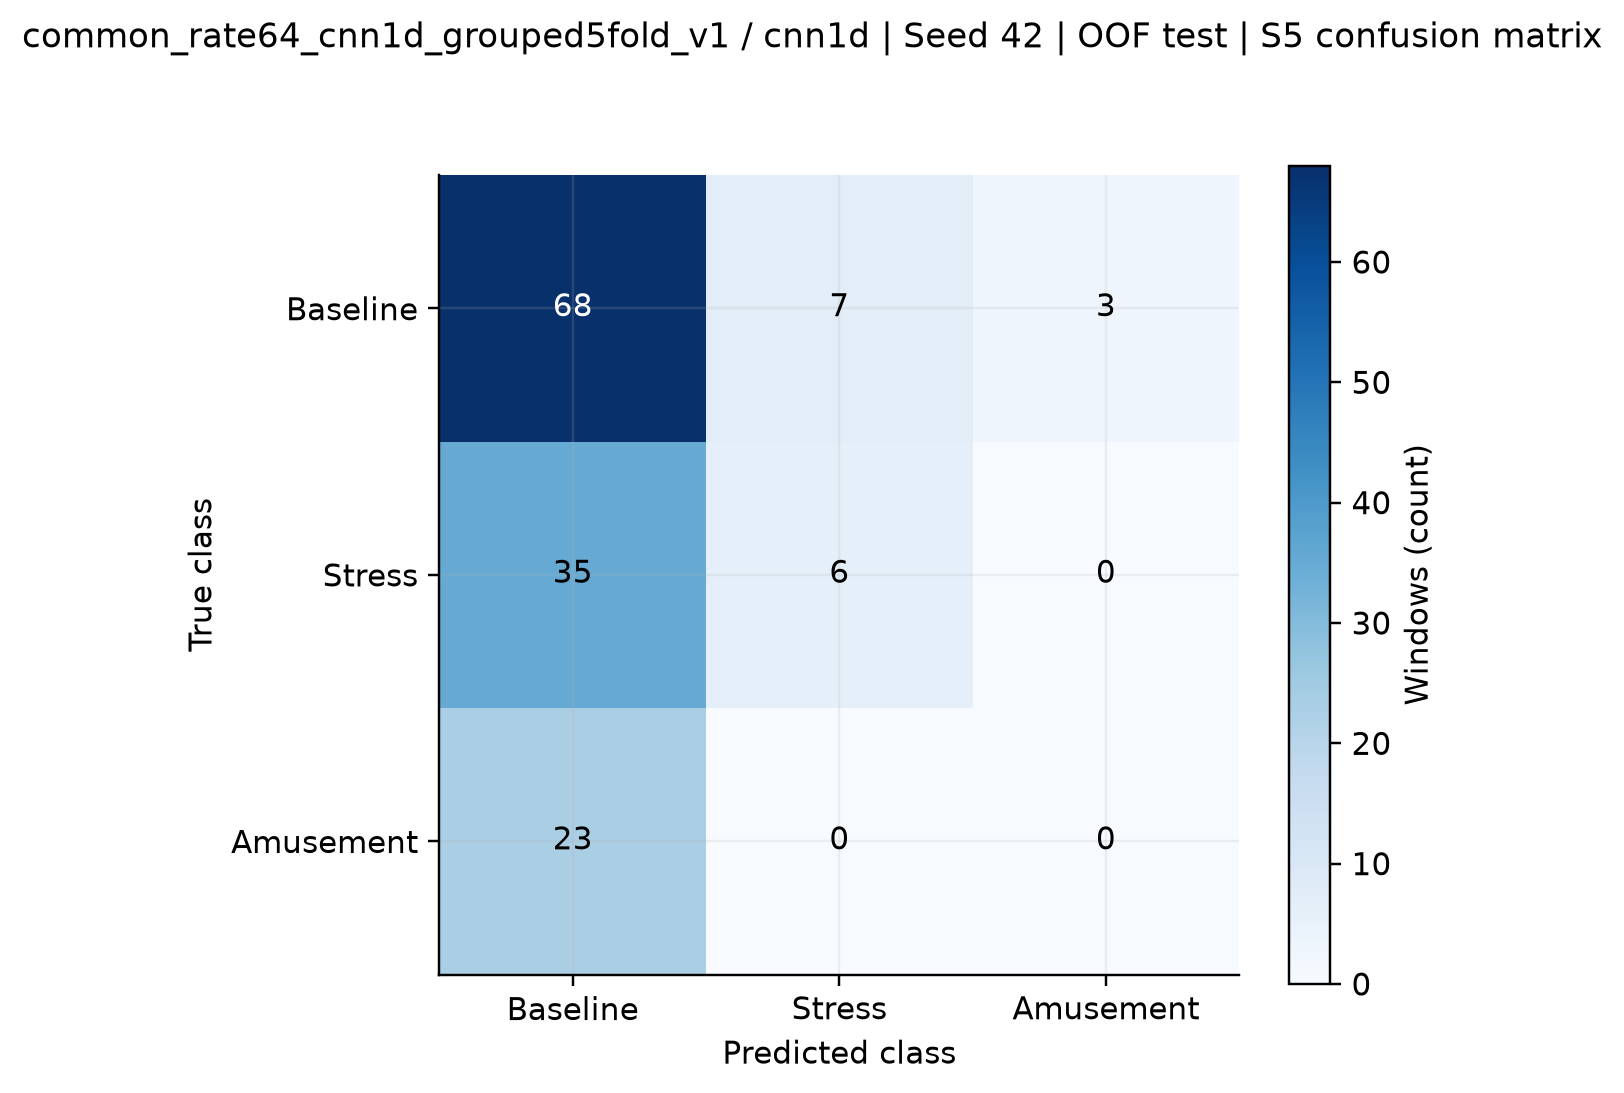 common_rate64_cnn1d_grouped5fold_v1 / cnn1d | Seed 42 | OOF test | S5 confusion matrix
Baseline
68
7
3
Stress
35
6
0
Amusement
23
0
0
Baseline
Stress
Amusement
Predicted class
True class
60
50
40
30
20
10
0
Windows (count)